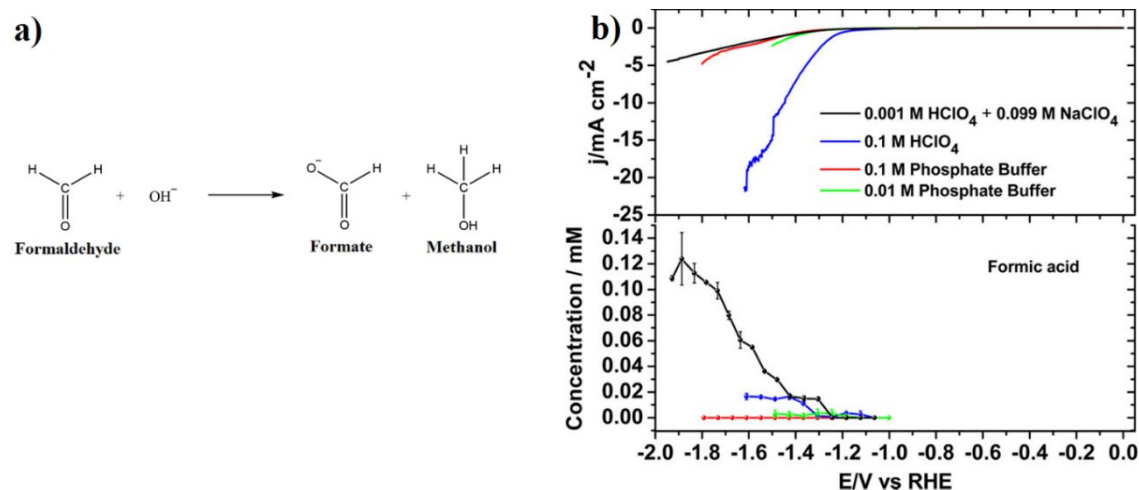 a)
H
H
C
O
Formaldehyde
+
OH⁻
O⁻
H
C
O
Formate
+
H
H
H
C
OH
Methanol
b)
j/mA cm⁻²
0
-5
-10
-15
-20
-25
0.001 M HClO₄ + 0.099 M NaClO₄
0.1 M HClO₄
0.1 M Phosphate Buffer
0.01 M Phosphate Buffer
Concentration / mM
0.14
0.12
0.10
0.08
0.06
0.04
0.02
0.00
Formic acid
-2.0 -1.8 -1.6 -1.4 -1.2 -1.0 -0.8 -0.6 -0.4 -0.2 0.0
E/V vs RHE